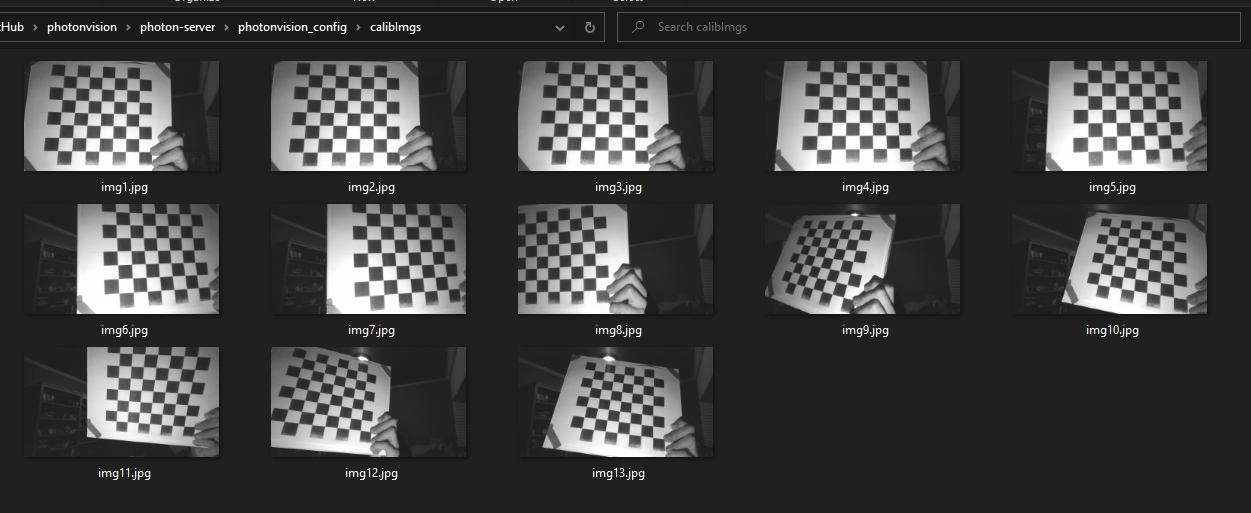 tHub › photonvision › photon-server › photonvision_config › calibImgs
Search calibImgs
img1.jpg img2.jpg img3.jpg img4.jpg img5.jpg
img6.jpg img7.jpg img8.jpg img9.jpg img10.jpg
img11.jpg img12.jpg img13.jpg